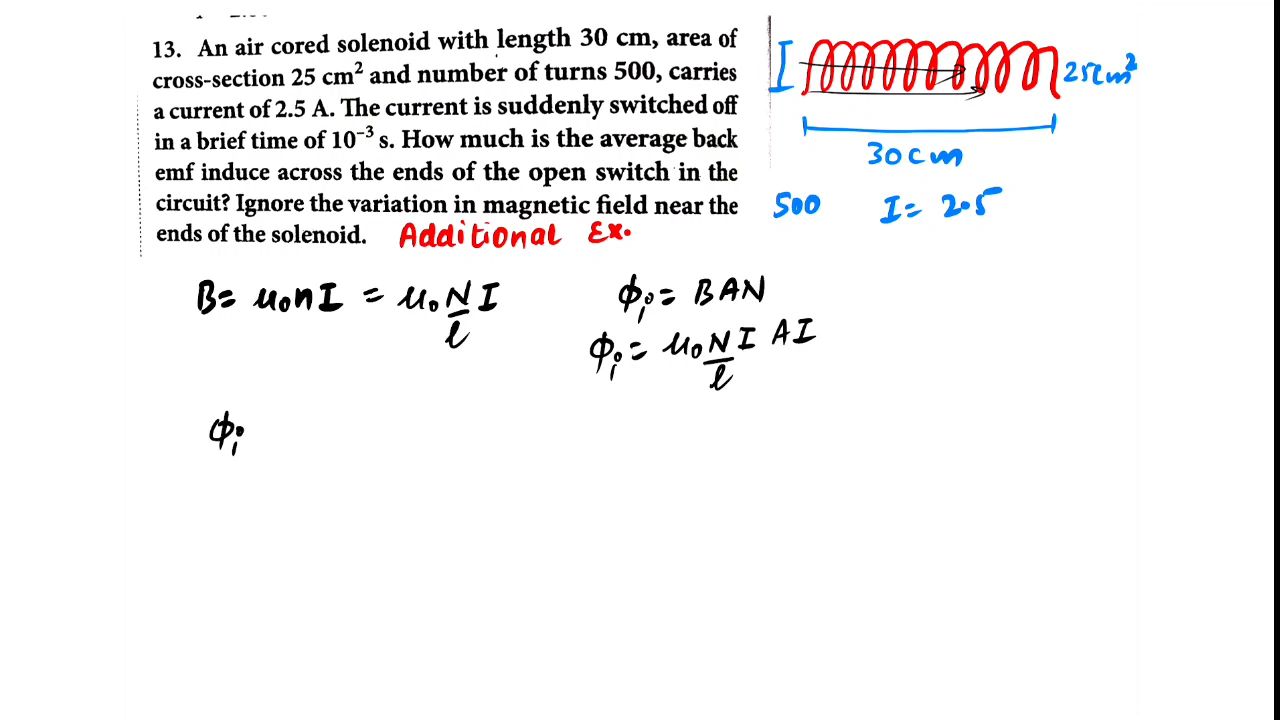 13. An air cored solenoid with length 30 cm, area of
cross-section 25 cm² and number of turns 500, carries
a current of 2.5 A. The current is suddenly switched off
in a brief time of 10⁻³ s. How much is the average back
emf induce across the ends of the open switch in the
circuit? Ignore the variation in magnetic field near the
ends of the solenoid. Additional Ex.
I 25cm²
30cm
500 I= 2.5
B= μ₀nI = μ₀N/l I
ϕᵢ= BAN
ϕᵢ= μ₀N/l I AI
ϕᵢ